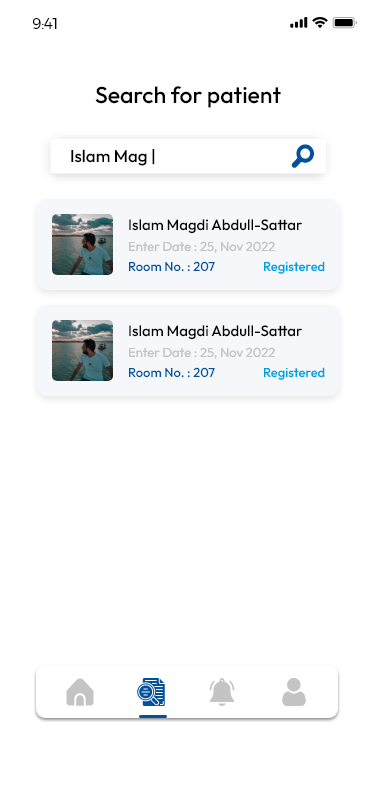 9:41
Search for patient
Islam Mag |
Islam Magdi Abdull-Sattar
Enter Date : 25, Nov 2022
Room No. : 207 Registered
Islam Magdi Abdull-Sattar
Enter Date : 25, Nov 2022
Room No. : 207 Registered